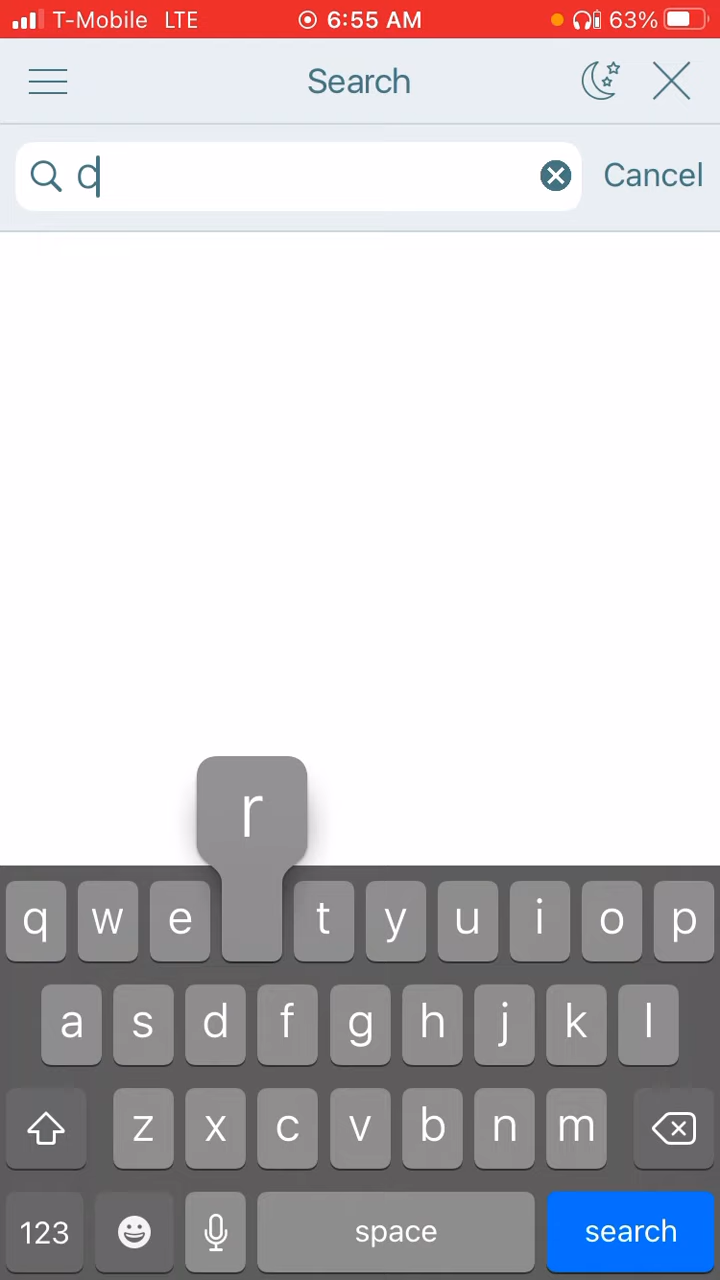 T-Mobile LTE 6:55 AM 63%
Search
C Cancel
r
q w e t y u i o p
a s d f g h j k l
z x c v b n m
123 space search